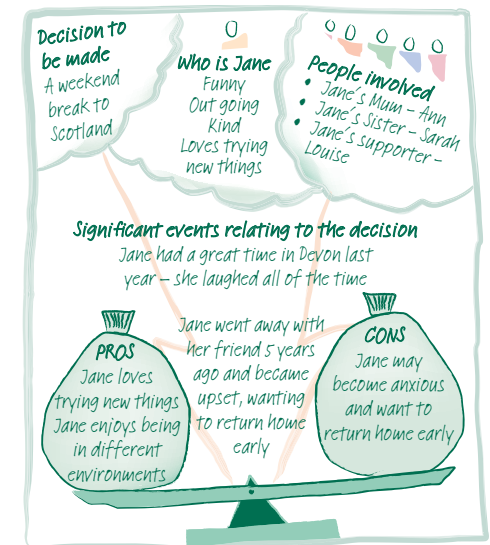 Decision to
be made
A weekend
break to
Scotland
Who is Jane
Funny
Out going
Kind
Loves trying
new things
People involved
• Jane's Mum – Ann
• Jane's Sister – Sarah
• Jane's supporter –
Louise
Significant events relating to the decision
Jane had a great time in Devon last
year – she laughed all of the time
Jane went away with
her friend 5 years
ago and became
upset, wanting
to return home
early
PROS
Jane loves
trying new things
Jane enjoys being
in different
environments
CONS
Jane may
become anxious
and want to
return home early